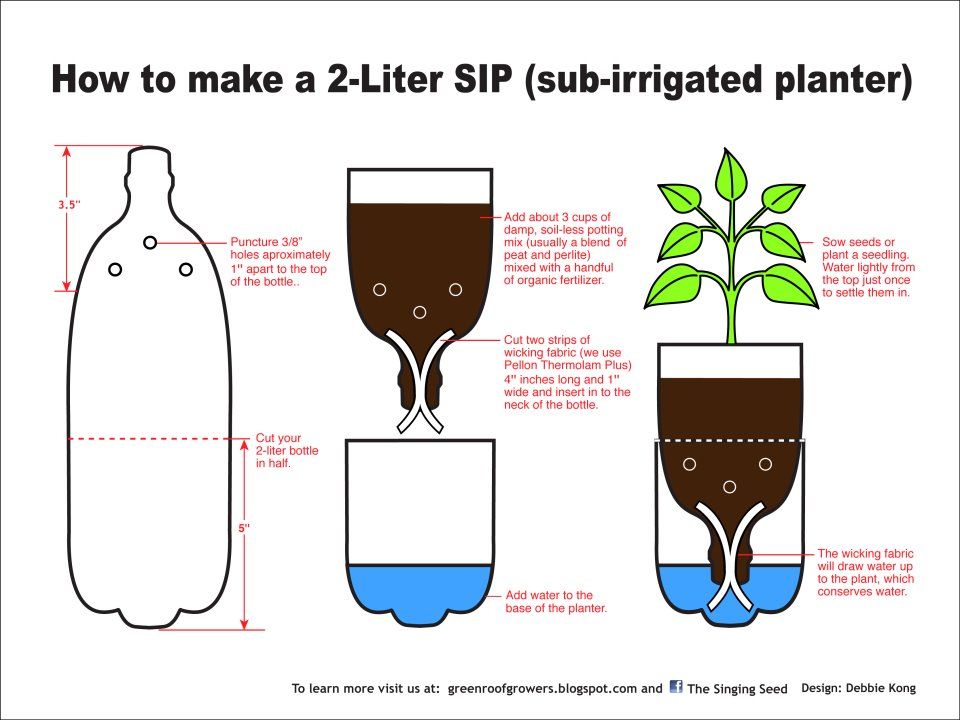 How to make a 2-Liter SIP (sub-irrigated planter)
3.5"
Puncture 3/8"
holes aproximately
1" apart to the top
of the bottle..
Cut your
2-liter bottle
in half.
5"
Add about 3 cups of
damp, soil-less potting
mix (usually a blend of
peat and perlite)
mixed with a handful
of organic fertilizer.
Cut two strips of
wicking fabric (we use
Pellon Thermolam Plus)
4" inches long and 1"
wide and insert in to the
neck of the bottle.
Add water to the
base of the planter.
Sow seeds or
plant a seedling.
Water lightly from
the top just once
to settle them in.
The wicking fabric
will draw water up
to the plant, which
conserves water.
To learn more visit us at: greenroofgrowers.blogspot.com and f The Singing Seed Design: Debbie Kong